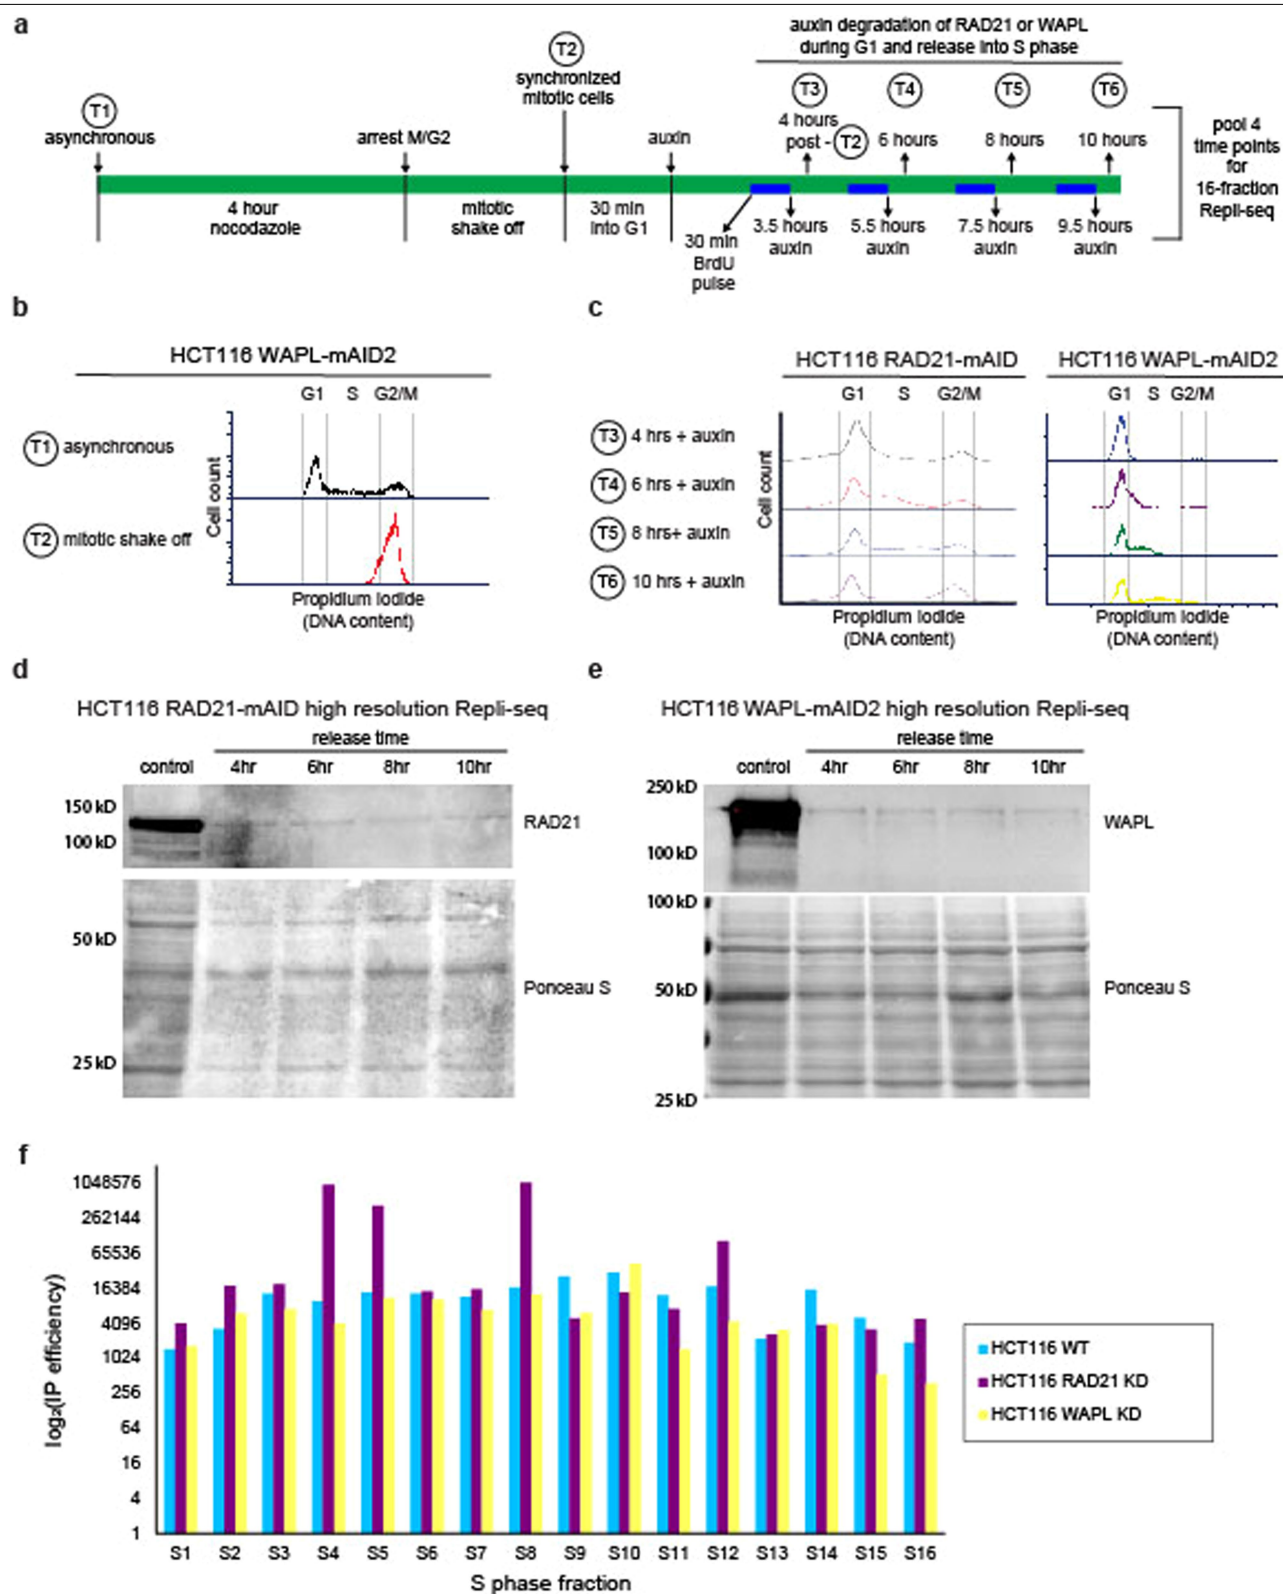 a
auxin degradation of RAD21 or WAPL
during G1 and release into S phase
T1
asynchronous
arrest M/G2
T2
synchronized
mitotic cells
auxin
T3
4 hours
post - T2
T4
6 hours
T5
8 hours
T6
10 hours
pool 4
time points
for
16-fraction
Repli-seq
4 hour
nocodazole
mitotic
shake off
30 min
into G1
30 min
BrdU
pulse
3.5 hours
auxin
5.5 hours
auxin
7.5 hours
auxin
9.5 hours
auxin
b
HCT116 WAPL-mAID2
G1 S G2/M
T1 asynchronous
T2 mitotic shake off
Cell count
Propidium iodide
(DNA content)
c
HCT116 RAD21-mAID
HCT116 WAPL-mAID2
G1 S G2/M
G1 S G2/M
T3 4 hrs + auxin
T4 6 hrs + auxin
T5 8 hrs+ auxin
T6 10 hrs + auxin
Cell count
Propidium iodide
(DNA content)
Propidium iodide
(DNA content)
d
HCT116 RAD21-mAID high resolution Repli-seq
release time
control 4hr 6hr 8hr 10hr
150 kD
100 kD
RAD21
50 kD
25 kD
Ponceau S
e
HCT116 WAPL-mAID2 high resolution Repli-seq
release time
control 4hr 6hr 8hr 10hr
250 kD
100 kD
WAPL
100 kD
50 kD
25 kD
Ponceau S
f
log₂(IP efficiency)
1048576
262144
65536
16384
4096
1024
256
64
16
4
1
S1 S2 S3 S4 S5 S6 S7 S8 S9 S10 S11 S12 S13 S14 S15 S16
S phase fraction
HCT116 WT
HCT116 RAD21 KD
HCT116 WAPL KD